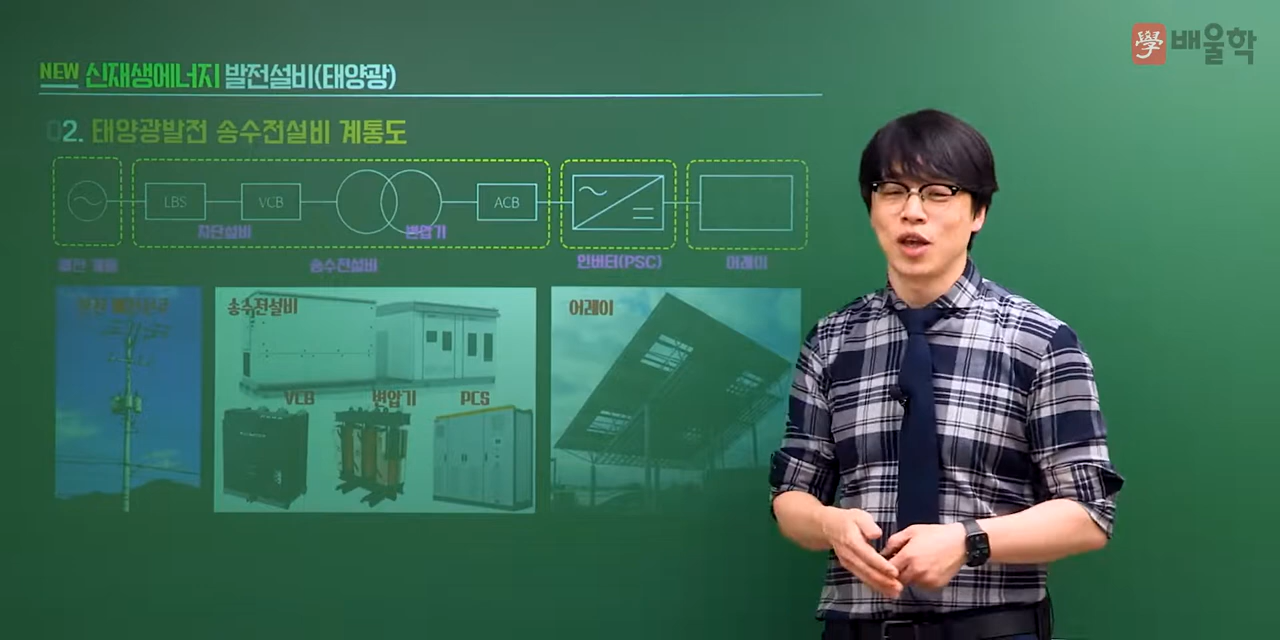 學 배울학
NEW 신재생에너지 발전설비(태양광)
02. 태양광발전 송수전설비 계통도
LBS VCB ACB
차단설비 변압기
송수전설비 인버터(PSC) 어레이
송수전설비 어레이
VCB 변압기 PCS